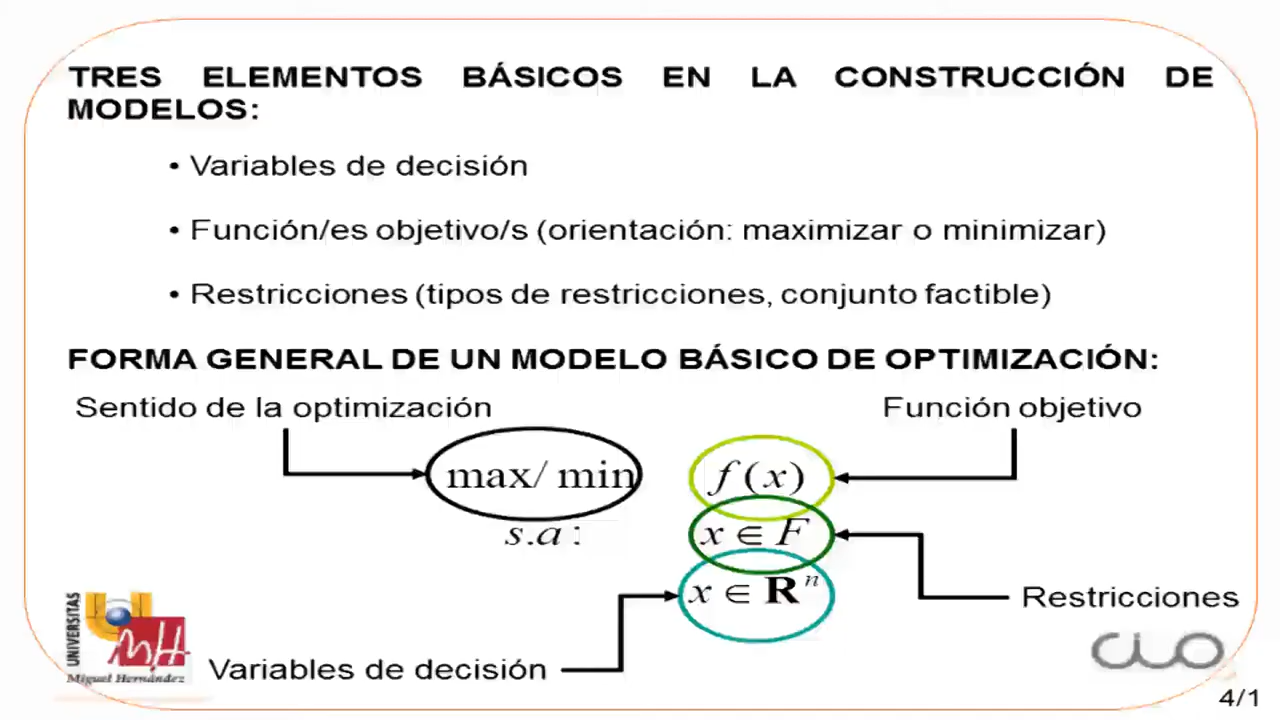 TRES ELEMENTOS BÁSICOS EN LA CONSTRUCCIÓN DE
MODELOS:
• Variables de decisión
• Función/es objetivo/s (orientación: maximizar o minimizar)
• Restricciones (tipos de restricciones, conjunto factible)
FORMA GENERAL DE UN MODELO BÁSICO DE OPTIMIZACIÓN:
Sentido de la optimización
Función objetivo
max/ min f (x)
s.a : x ∈ F
x ∈ Rⁿ
Restricciones
Variables de decisión
UNIVERSITAS
Miguel Hernández
CIO
4/1